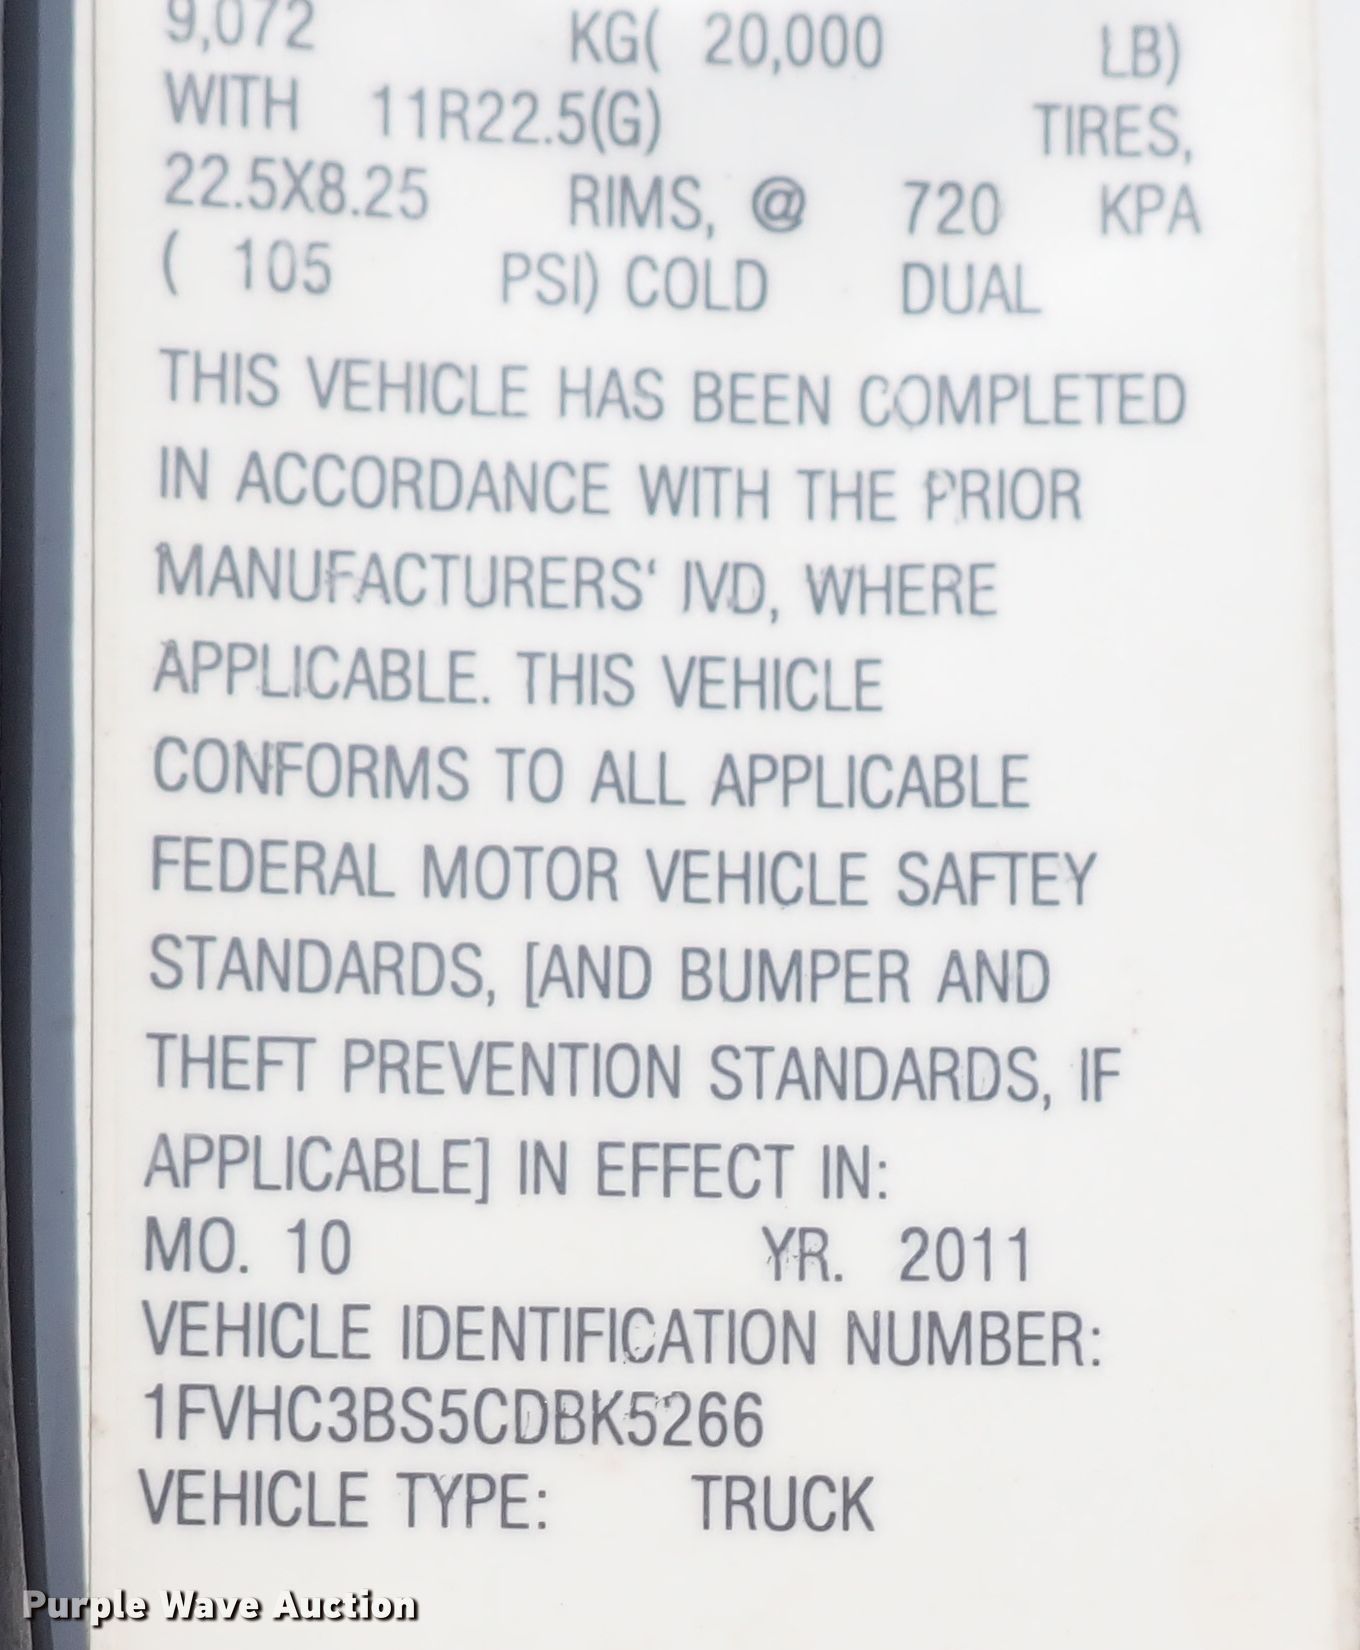 9,072 KG( 20,000 LB)
WITH 11R22.5(G) TIRES,
22.5X8.25 RIMS, @ 720 KPA
( 105 PSI) COLD DUAL
THIS VEHICLE HAS BEEN COMPLETED
IN ACCORDANCE WITH THE PRIOR
MANUFACTURERS‘ IVD, WHERE
APPLICABLE. THIS VEHICLE
CONFORMS TO ALL APPLICABLE
FEDERAL MOTOR VEHICLE SAFTEY
STANDARDS, [AND BUMPER AND
THEFT PREVENTION STANDARDS, IF
APPLICABLE] IN EFFECT IN:
MO. 10 YR. 2011
VEHICLE IDENTIFICATION NUMBER:
1FVHC3BS5CDBK5266
VEHICLE TYPE: TRUCK
Purple Wave Auction